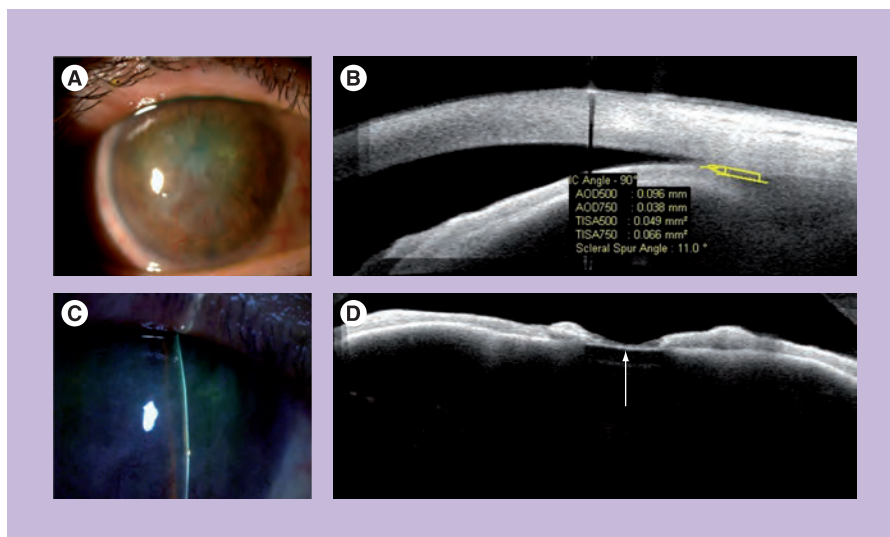 A
B
IC Angle - 90°
AOD500 : 0.096 mm
AOD750 : 0.038 mm
TISA500 : 0.049 mm²
TISA750 : 0.066 mm²
Scleral Spur Angle : 11.0 °
C
D